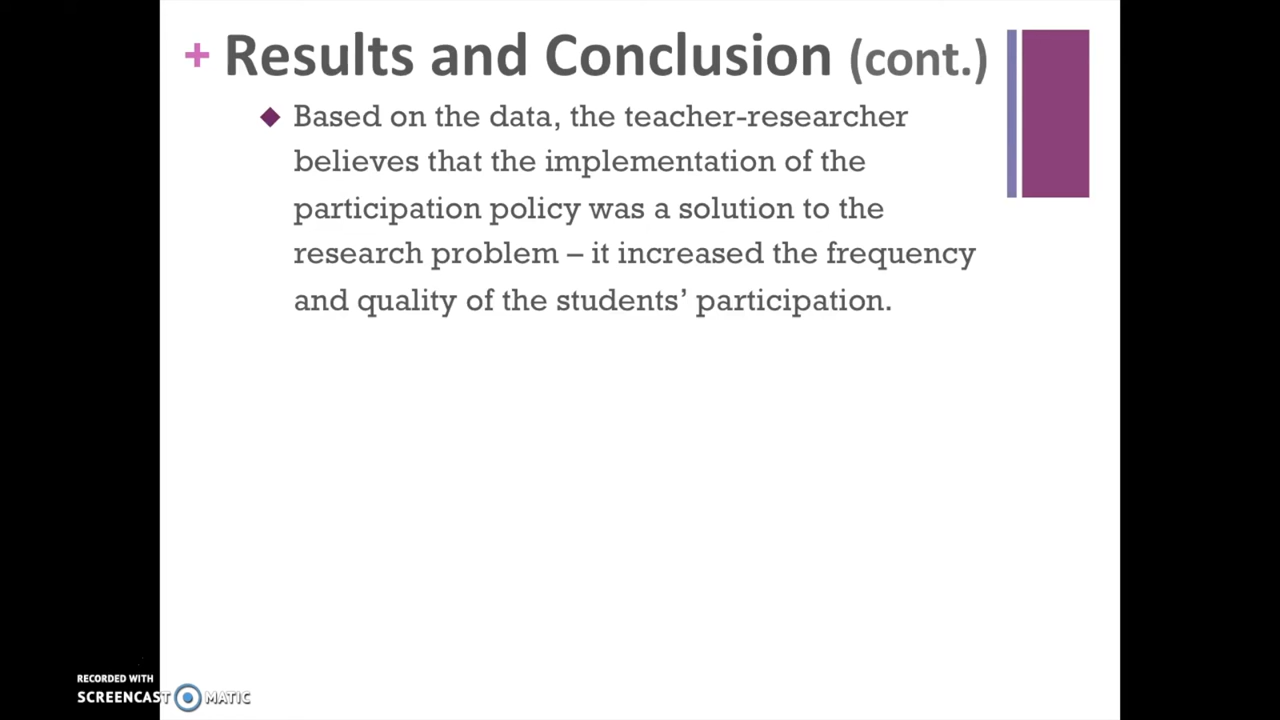 + Results and Conclusion (cont.)
◆ Based on the data, the teacher-researcher
believes that the implementation of the
participation policy was a solution to the
research problem – it increased the frequency
and quality of the students’ participation.
RECORDED WITH
SCREENCAST MATIC